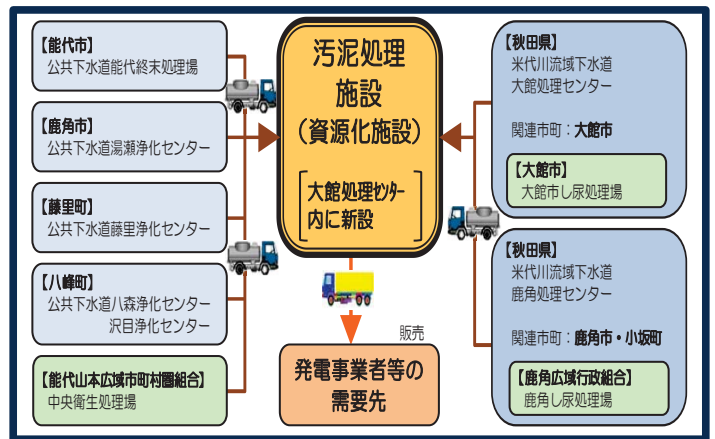 【能代市】
公共下水道能代終末処理場
【鹿角市】
公共下水道湯瀬浄化センター
【藤里町】
公共下水道藤里浄化センター
【八峰町】
公共下水道八森浄化センター
沢目浄化センター
【能代山本広域市町村圏組合】
中央衛生処理場
汚泥処理
施設
(資源化施設)
大館処理センター
内に新設
販売
発電事業者等の
需要先
【秋田県】
米代川流域下水道
大館処理センター
関連市町：大館市
【大館市】
大館市し尿処理場
【秋田県】
米代川流域下水道
鹿角処理センター
関連市町：鹿角市・小坂町
【鹿角広域行政組合】
鹿角し尿処理場